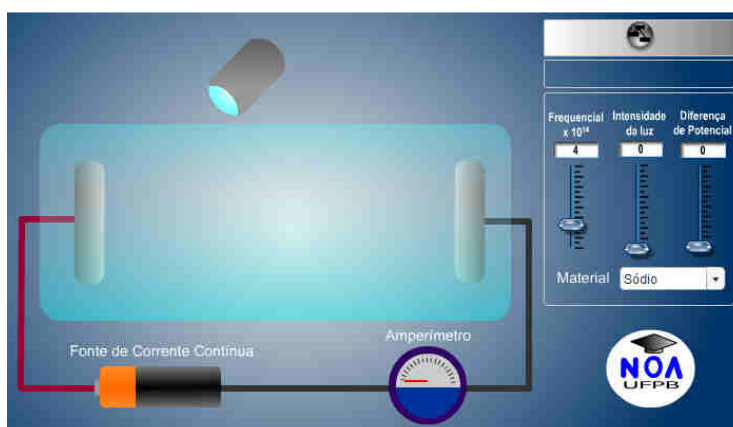 Frequencial Intensidade Diferença
x 10¹⁴ da luz de Potencial
4 0 0
Material Sódio
Amperímetro
Fonte de Corrente Contínua
NOA
UFPB